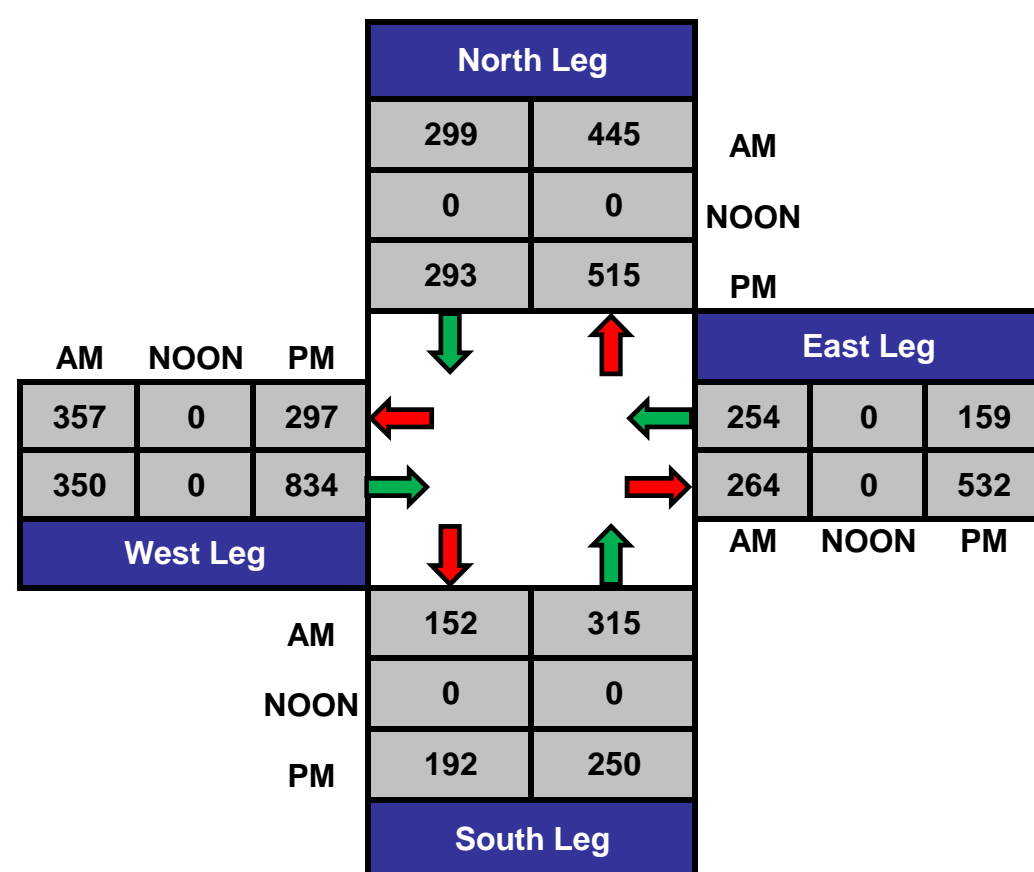 North Leg
299 445 AM
0 0 NOON
293 515 PM
AM NOON PM East Leg
357 0 297 254 0 159
350 0 834 264 0 532
West Leg AM NOON PM
AM 152 315
NOON 0 0
PM 192 250
South Leg